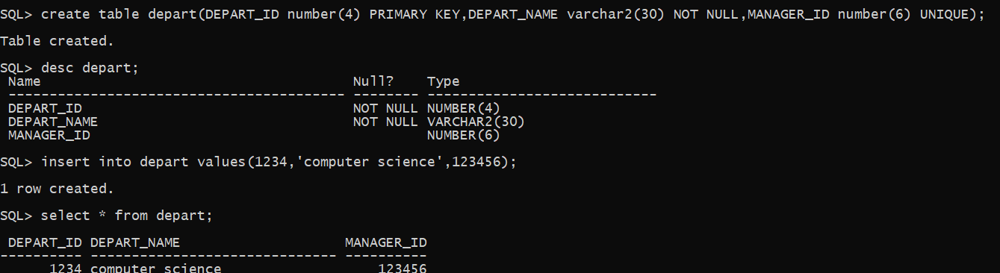 SQL> create table depart(DEPART_ID number(4) PRIMARY KEY,DEPART_NAME varchar2(30) NOT NULL,MANAGER_ID number(6) UNIQUE);
Table created.
SQL> desc depart;
Name Null? Type
----------------------------------------- -------- ----------------------------
DEPART_ID NOT NULL NUMBER(4)
DEPART_NAME NOT NULL VARCHAR2(30)
MANAGER_ID NUMBER(6)
SQL> insert into depart values(1234,'computer science',123456);
1 row created.
SQL> select * from depart;
DEPART_ID DEPART_NAME MANAGER_ID
---------- ------------------------------ ----------
1234 computer science 123456